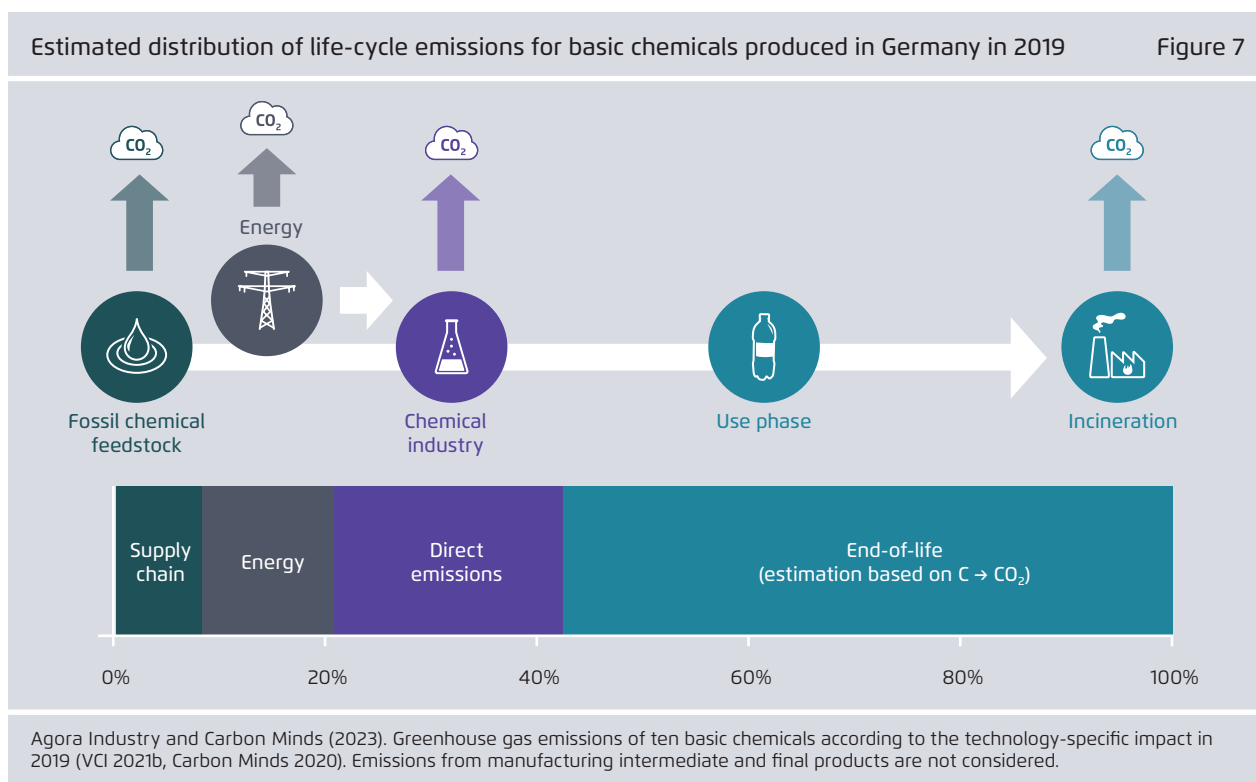 Estimated distribution of life-cycle emissions for basic chemicals produced in Germany in 2019
Figure 7
CO₂
CO₂
CO₂
CO₂
Energy
Fossil chemical
feedstock
Chemical
industry
Use phase
Incineration
Supply
chain
Energy
Direct
emissions
End-of-life
(estimation based on C → CO₂)
0%
20%
40%
60%
80%
100%
Agora Industry and Carbon Minds (2023). Greenhouse gas emissions of ten basic chemicals according to the technology-specific impact in
2019 (VCI 2021b, Carbon Minds 2020). Emissions from manufacturing intermediate and final products are not considered.